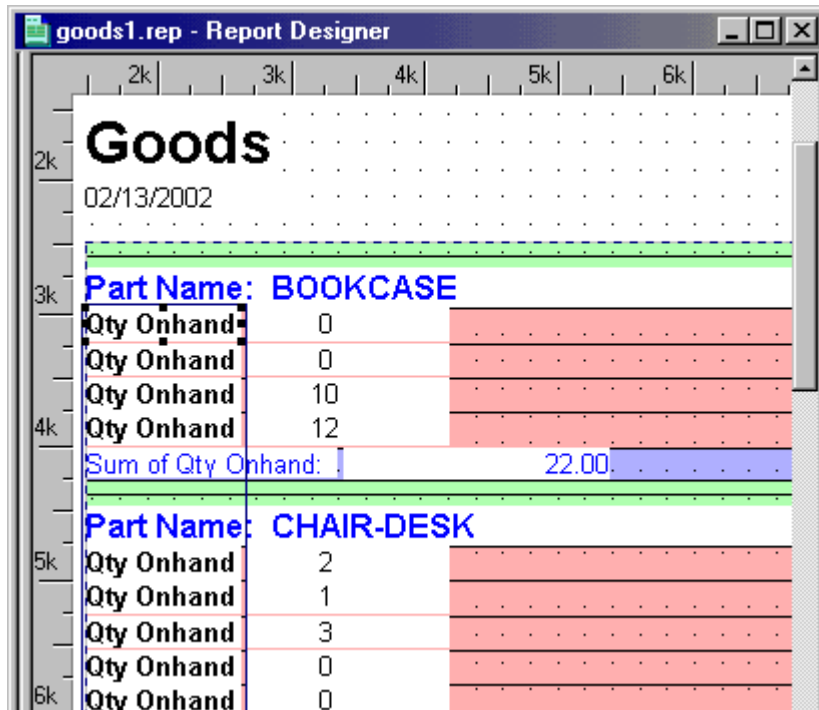 goods1.rep - Report Designer
2k 3k 4k 5k 6k
Goods
2k
02/13/2002
Part Name: BOOKCASE
3k
Qty Onhand 0
Qty Onhand 0
Qty Onhand 10
4k Qty Onhand 12
Sum of Qty Onhand: 22.00
Part Name: CHAIR-DESK
5k Qty Onhand 2
Qty Onhand 1
Qty Onhand 3
Qty Onhand 0
6k Qty Onhand 0